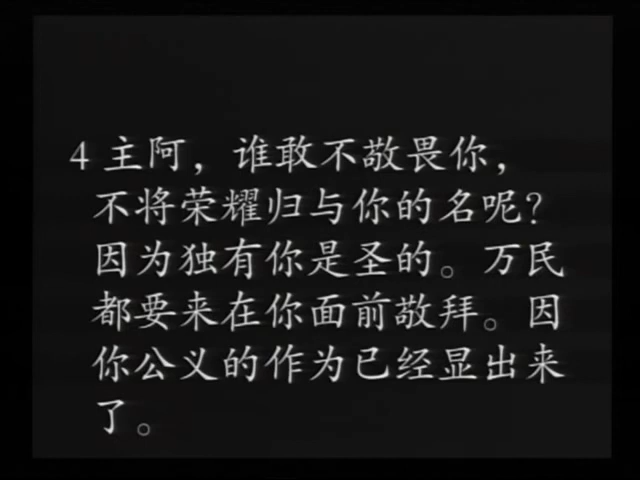 4 主阿，谁敢不敬畏你，
不将荣耀归与你的名呢？
因为独有你是圣的。万民
都要来在你面前敬拜。因
你公义的作为已经显出来
了。